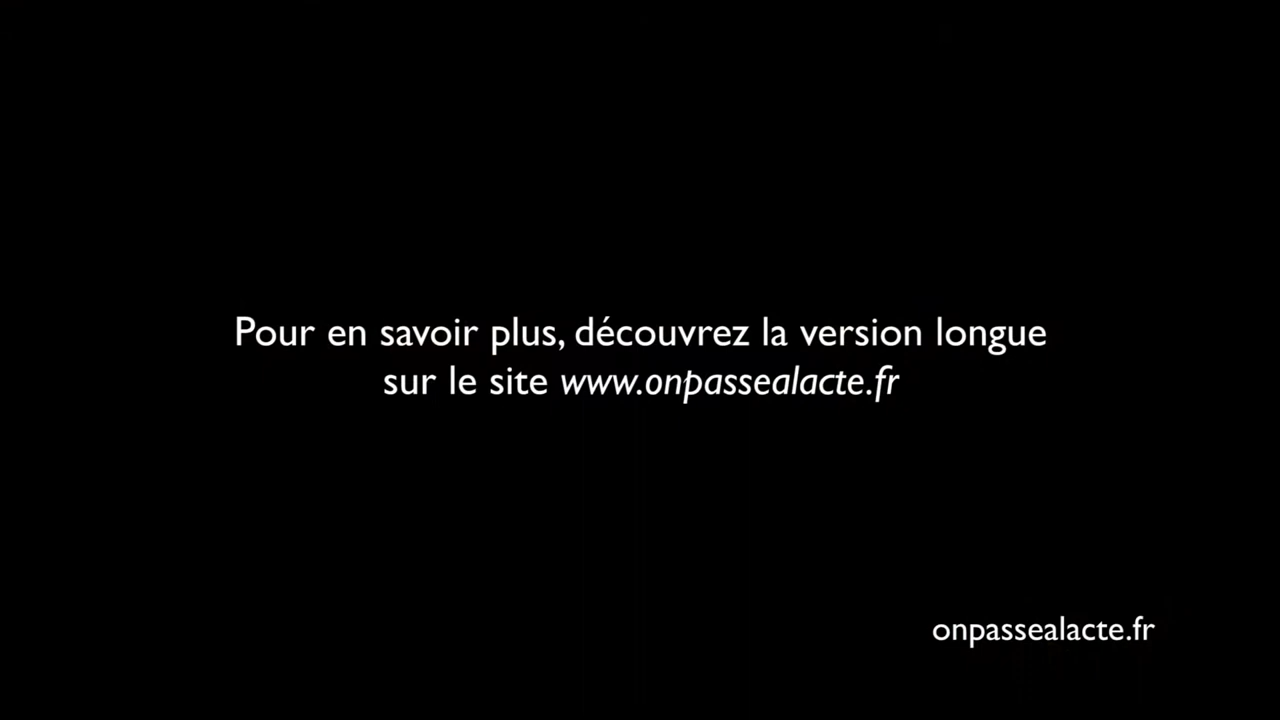 Pour en savoir plus, découvrez la version longue
sur le site www.onpassealacte.fr
onpassealacte.fr